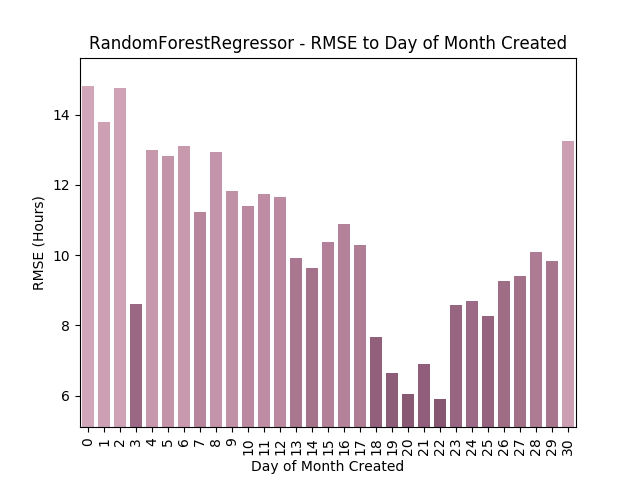 RandomForestRegressor - RMSE to Day of Month Created
14
12
10
8
6
RMSE (Hours)
0 1 2 3 4 5 6 7 8 9 10 11 12 13 14 15 16 17 18 19 20 21 22 23 24 25 26 27 28 29 30
Day of Month Created